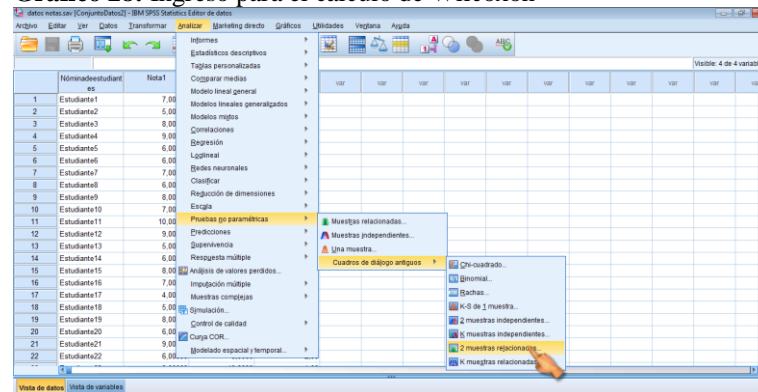 datos notas.sav [ConjuntoDatos2] - IBM SPSS Statistics Editor de datos
Archivo Editar Ver Datos Transformar Analizar Marketing directo Gráficos Utilidades Ventana Ayuda
Visible: 4 de 4 variabl
Nóminadeestudiant
es
Nota1
var var var var var var var var
1 Estudiante1 7,00
2 Estudiante2 5,00
3 Estudiante3 8,00
4 Estudiante4 9,00
5 Estudiante5 6,00
6 Estudiante6 6,00
7 Estudiante7 7,00
8 Estudiante8 6,00
9 Estudiante9 8,00
10 Estudiante10 7,00
11 Estudiante11 10,00
12 Estudiante12 9,00
13 Estudiante13 5,00
14 Estudiante14 6,00
15 Estudiante15 8,00
16 Estudiante16 7,00
17 Estudiante17 4,00
18 Estudiante18 5,00
19 Estudiante19 8,00
20 Estudiante20 6,00
21 Estudiante21 9,00
22 Estudiante22 6,00
Informes
Estadísticos descriptivos
Tablas personalizadas
Comparar medias
Modelo lineal general
Modelos lineales generalizados
Modelos mixtos
Correlaciones
Regresión
Loglineal
Redes neuronales
Clasificar
Reducción de dimensiones
Escala
Pruebas no paramétricas
Predicciones
Supervivencia
Respuesta múltiple
Análisis de valores perdidos...
Imputación múltiple
Muestras complejas
Simulación...
Control de calidad
Curva COR...
Modelado espacial y temporal...
Muestras relacionadas...
Muestras independientes...
Una muestra...
Cuadros de diálogo antiguos
Chi-cuadrado...
Binomial...
Rachas...
K-S de 1 muestra...
2 muestras independientes...
K muestras independientes...
2 muestras relacionadas...
K muestras relacionadas...
Vista de datos Vista de variables